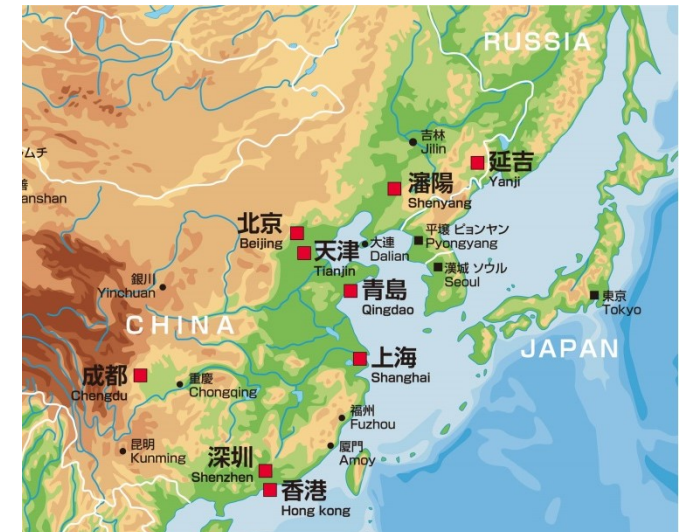 RUSSIA
吉林
Jilin
延吉
Yanji
ムチ
瀋陽
Shenyang
anshan
北京
Beijing
大連
Dalian
平壌 ピョンヤン
Pyongyang
天津
Tianjin
漢城 ソウル
Seoul
銀川
Yinchuan
青島
Qingdao
東京
Tokyo
CHINA
JAPAN
上海
Shanghai
成都
Chengdu
重慶
Chongqing
福州
Fuzhou
昆明
Kunming
厦門
Amoy
深圳
Shenzhen
香港
Hong kong